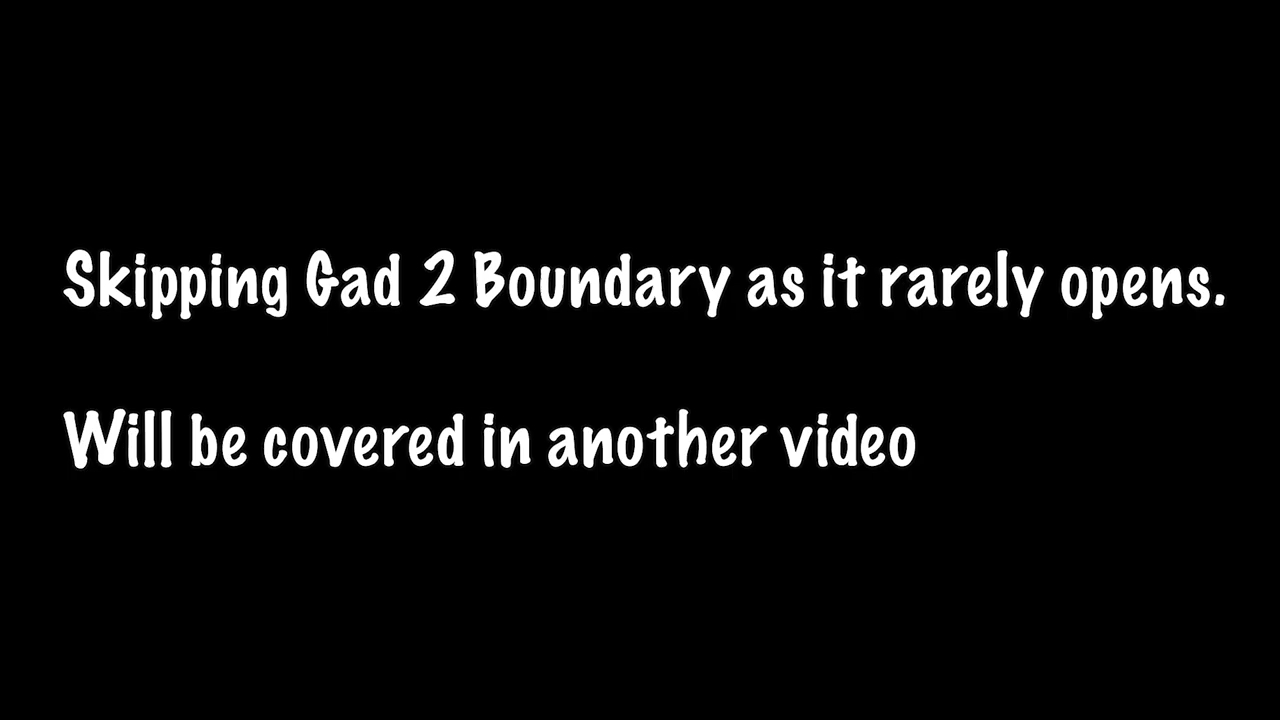 Skipping Gad 2 Boundary as it rarely opens.
Will be covered in another video